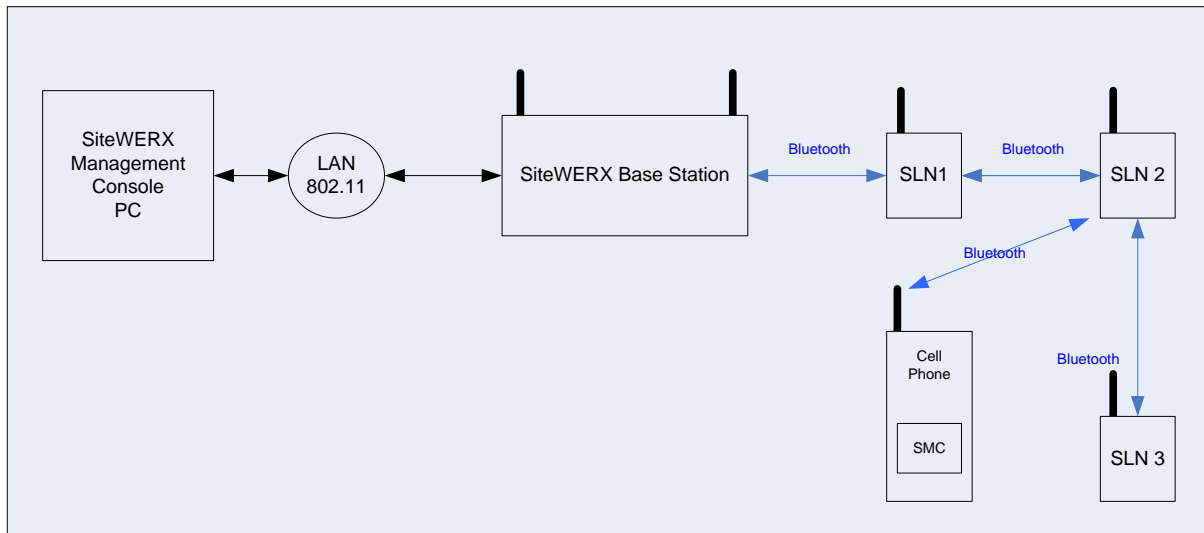 SiteWERX
Management
Console
PC
LAN
802.11
SiteWERX Base Station
Bluetooth
SLN1
Bluetooth
SLN 2
Bluetooth
Cell
Phone
SMC
Bluetooth
SLN 3